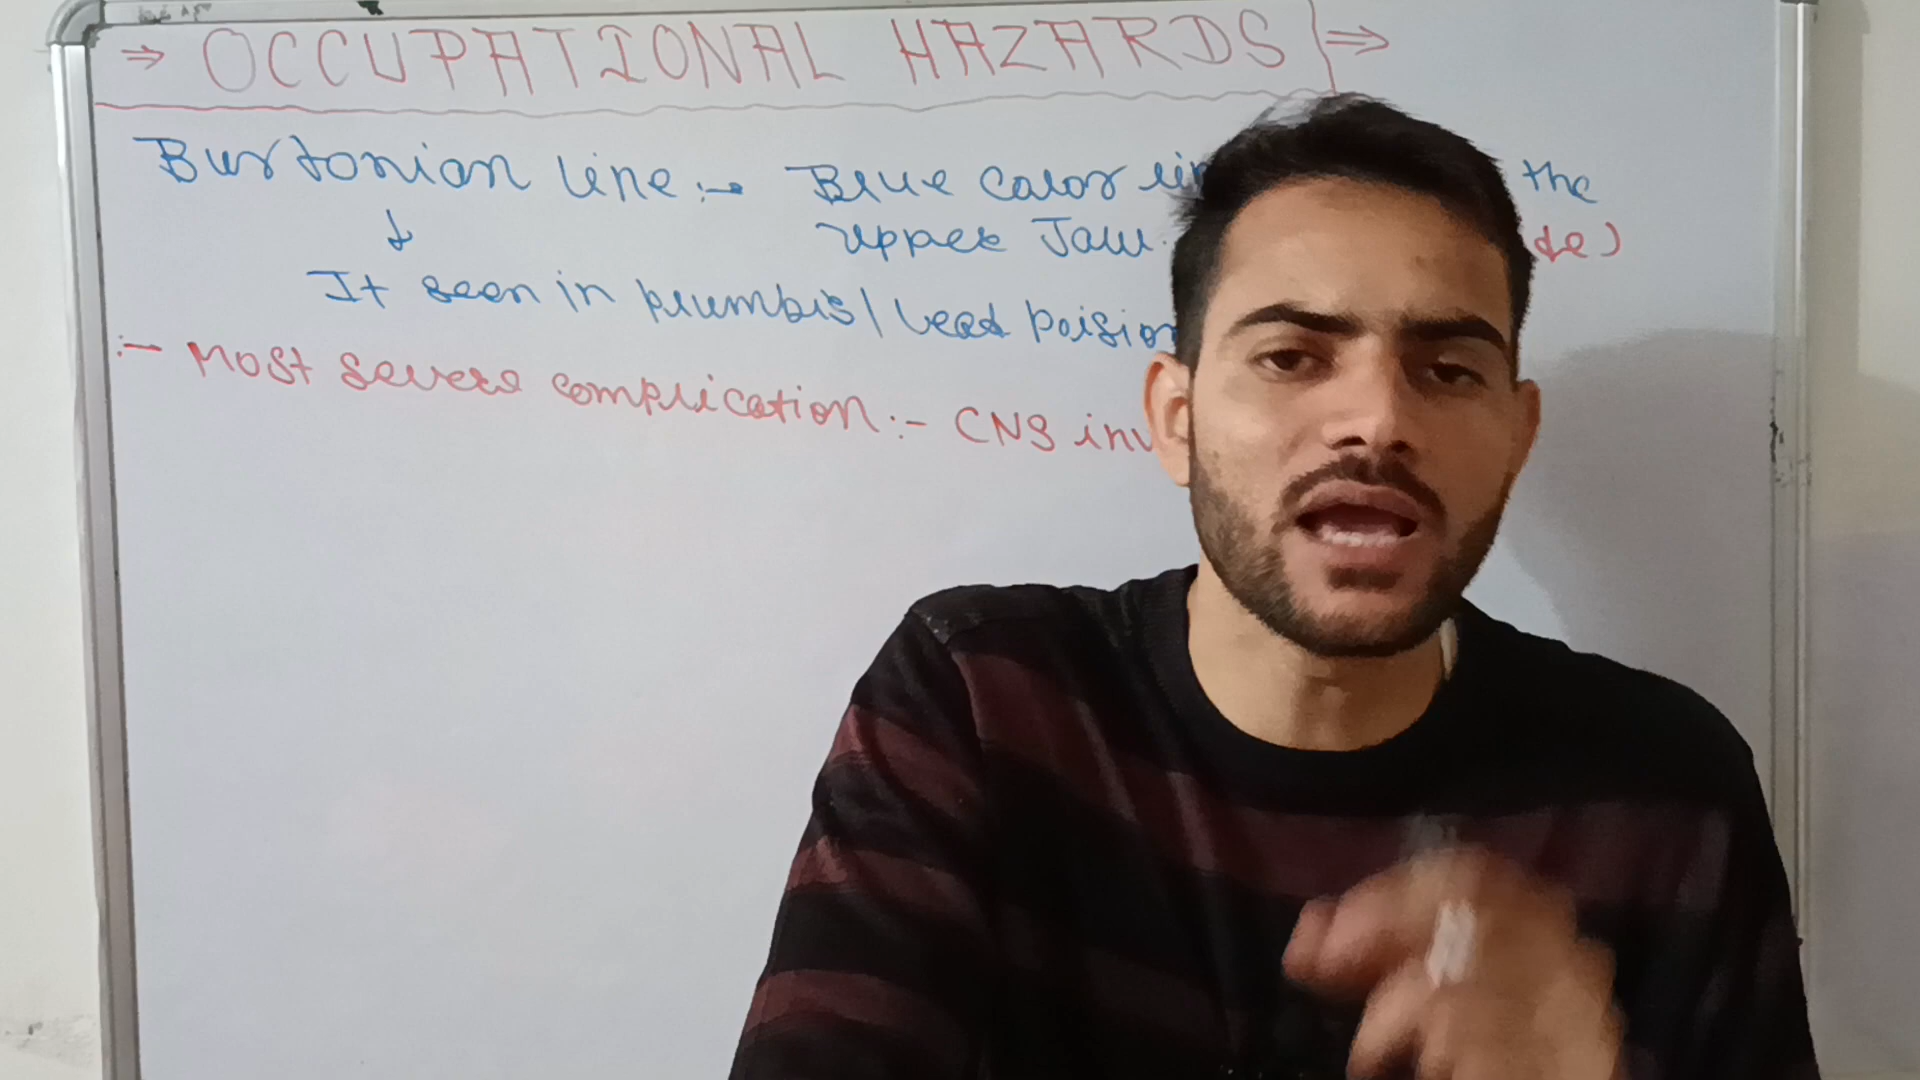 ⇒ OCCUPATIONAL HAZARDS ⇒
Burtonian line :→ Blue color the
upper Jaw.
↓
It seen in plumbis/Lead
:- Most severe complication :- CNS